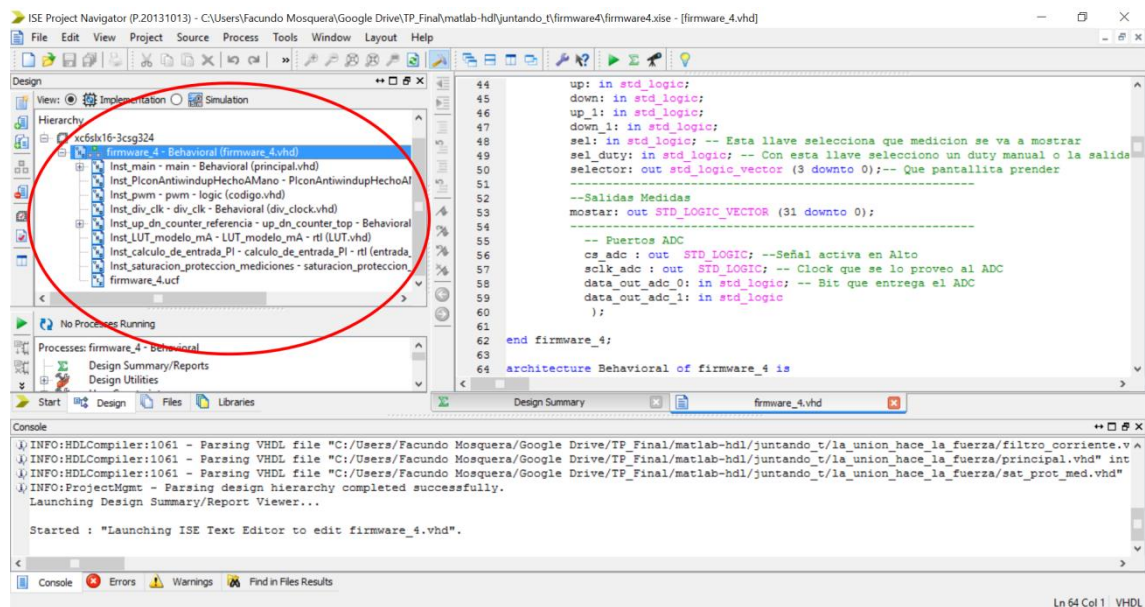 ISE Project Navigator (P.20131013) - C:\Users\Facundo Mosquera\Google Drive\TP_Final\matlab-hdl\juntando_t\firmware4\firmware4.xise - [firmware_4.vhd]
File Edit View Project Source Process Tools Window Layout Help
Design
View: Implementation Simulation
Hierarchy
xc6slx16-3csg324
firmware_4 - Behavioral (firmware_4.vhd)
Inst_main - main - Behavioral (principal.vhd)
Inst_PIconAntiwindupHechoAMano - PIconAntiwindupHechoAM
Inst_pwm - pwm - logic (codigo.vhd)
Inst_div_clk - div_clk - Behavioral (div_clock.vhd)
Inst_up_dn_counter_referencia - up_dn_counter_top - Behavioral
Inst_LUT_modelo_mA - LUT_modelo_mA - rtl (LUT.vhd)
Inst_calculo_de_entrada_PI - calculo_de_entrada_PI - rtl (entrada_
Inst_saturacion_proteccion_mediciones - saturacion_proteccion_
firmware_4.ucf
No Processes Running
Processes: firmware_4 - Behavioral
Design Summary/Reports
Design Utilities
Start Design Files Libraries
44 up: in std_logic;
45 down: in std_logic;
46 up_1: in std_logic;
47 down_1: in std_logic;
48 sel: in std_logic; -- Esta llave selecciona que medicion se va a mostrar
49 sel_duty: in std_logic; -- Con esta llave selecciono un duty manual o la salida
50 selector: out std_logic_vector (3 downto 0);-- Que pantallita prender
51 --------------------------------------------------------------
52 --Salidas Medidas
53 mostar: out STD_LOGIC_VECTOR (31 downto 0);
54 --------------------------------------------------------------
55 -- Puertos ADC
56 cs_adc : out STD_LOGIC; --Señal activa en Alto
57 sclk_adc : out STD_LOGIC; -- Clock que se lo proveo al ADC
58 data_out_adc_0: in std_logic; -- Bit que entrega el ADC
59 data_out_adc_1: in std_logic
60 );
61
62 end firmware_4;
63
64 architecture Behavioral of firmware_4 is
Design Summary firmware_4.vhd
Console
INFO:HDLCompiler:1061 - Parsing VHDL file "C:/Users/Facundo Mosquera/Google Drive/TP_Final/matlab-hdl/juntando_t/la_union_hace_la_fuerza/filtro_corriente.v
INFO:HDLCompiler:1061 - Parsing VHDL file "C:/Users/Facundo Mosquera/Google Drive/TP_Final/matlab-hdl/juntando_t/la_union_hace_la_fuerza/principal.vhd" int
INFO:HDLCompiler:1061 - Parsing VHDL file "C:/Users/Facundo Mosquera/Google Drive/TP_Final/matlab-hdl/juntando_t/la_union_hace_la_fuerza/sat_prot_med.vhd"
INFO:ProjectMgmt - Parsing design hierarchy completed successfully.
Launching Design Summary/Report Viewer...
Started : "Launching ISE Text Editor to edit firmware_4.vhd".
Console Errors Warnings Find in Files Results
Ln 64 Col 1 VHDL